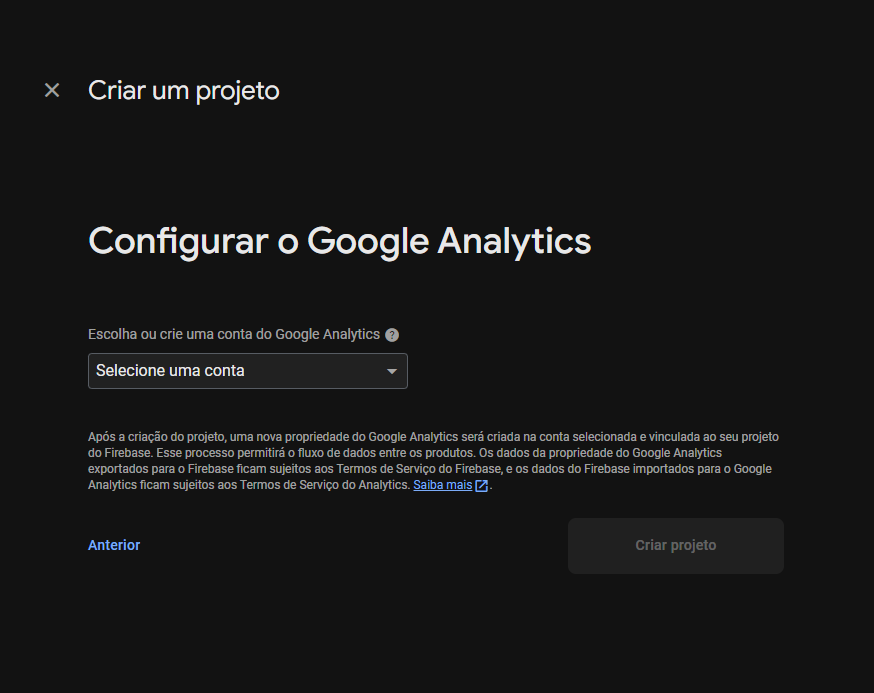 Criar um projeto
Configurar o Google Analytics
Escolha ou crie uma conta do Google Analytics ?
Selecione uma conta
Após a criação do projeto, uma nova propriedade do Google Analytics será criada na conta selecionada e vinculada ao seu projeto
do Firebase. Esse processo permitirá o fluxo de dados entre os produtos. Os dados da propriedade do Google Analytics
exportados para o Firebase ficam sujeitos aos Termos de Serviço do Firebase, e os dados do Firebase importados para o Google
Analytics ficam sujeitos aos Termos de Serviço do Analytics. Saiba mais.
Anterior
Criar projeto